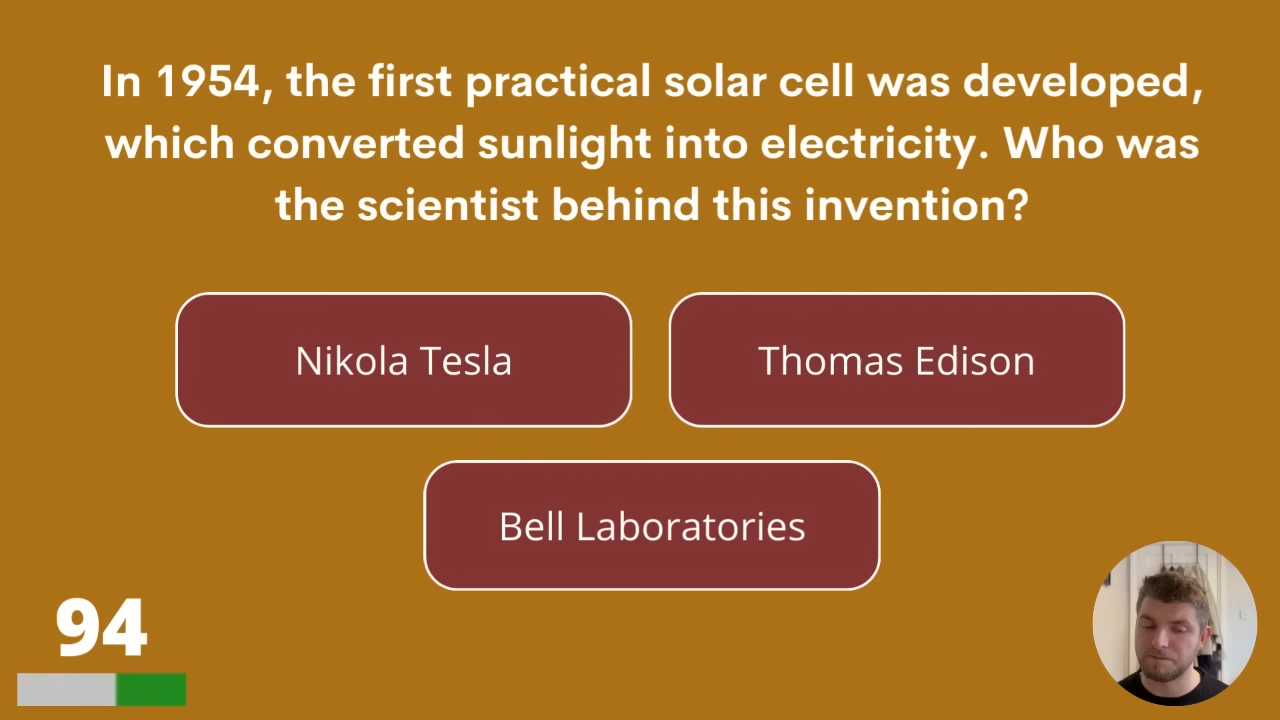 In 1954, the first practical solar cell was developed,
which converted sunlight into electricity. Who was
the scientist behind this invention?
Nikola Tesla
Thomas Edison
Bell Laboratories
94